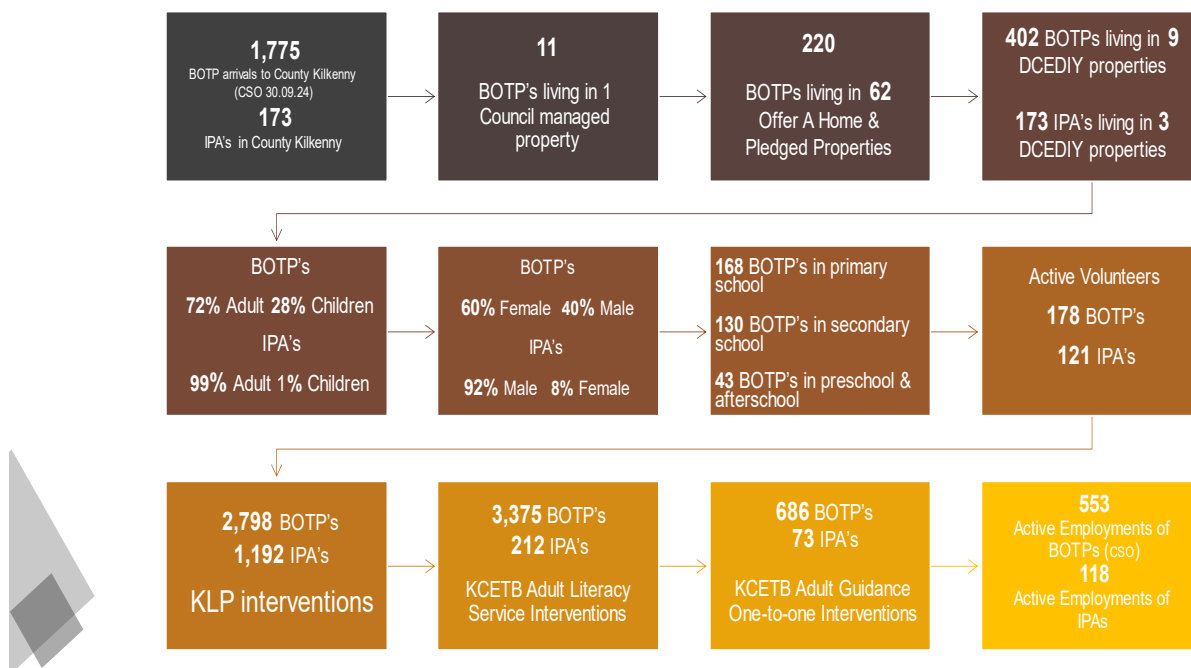 1,775
BOTP arrivals to County Kilkenny
(CSO 30.09.24)
173
IPA's in County Kilkenny
11
BOTP's living in 1
Council managed
property
220
BOTPs living in 62
Offer A Home &
Pledged Properties
402 BOTPs living in 9
DCEDIY properties
173 IPA's living in 3
DCEDIY properties
BOTP's
72% Adult 28% Children
IPA's
99% Adult 1% Children
BOTP's
60% Female 40% Male
IPA's
92% Male 8% Female
168 BOTP's in primary
school
130 BOTP's in secondary
school
43 BOTP's in preschool &
afterschool
Active Volunteers
178 BOTP's
121 IPA's
2,798 BOTP's
1,192 IPA's
KLP interventions
3,375 BOTP's
212 IPA's
KCETB Adult Literacy
Service Interventions
686 BOTP's
73 IPA's
KCETB Adult Guidance
One-to-one Interventions
553
Active Employments of
BOTPs (cso)
118
Active Employments of
IPAs